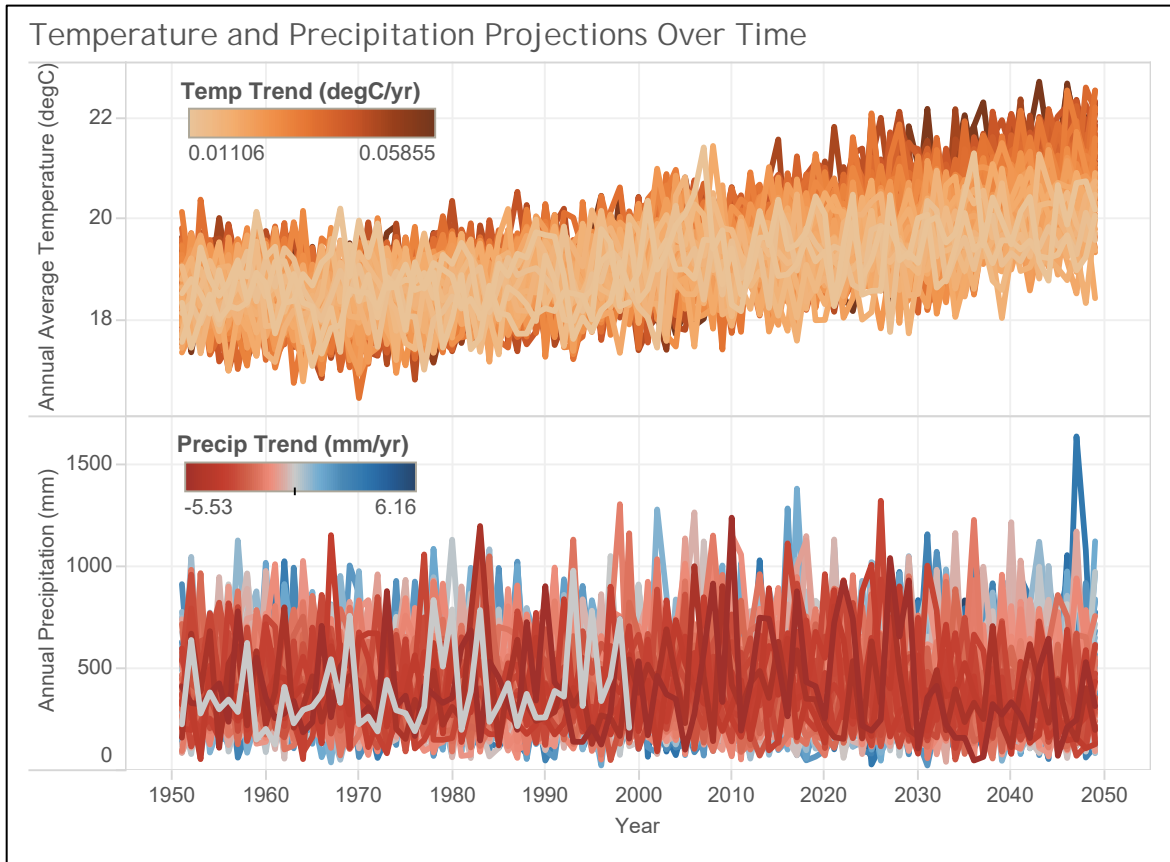 Temperature and Precipitation Projections Over Time
Annual Average Temperature (degC)
Temp Trend (degC/yr)
0.01106 0.05855
22
20
18
Annual Precipitation (mm)
Precip Trend (mm/yr)
-5.53 6.16
1500
1000
500
0
1950 1960 1970 1980 1990 2000 2010 2020 2030 2040 2050
Year